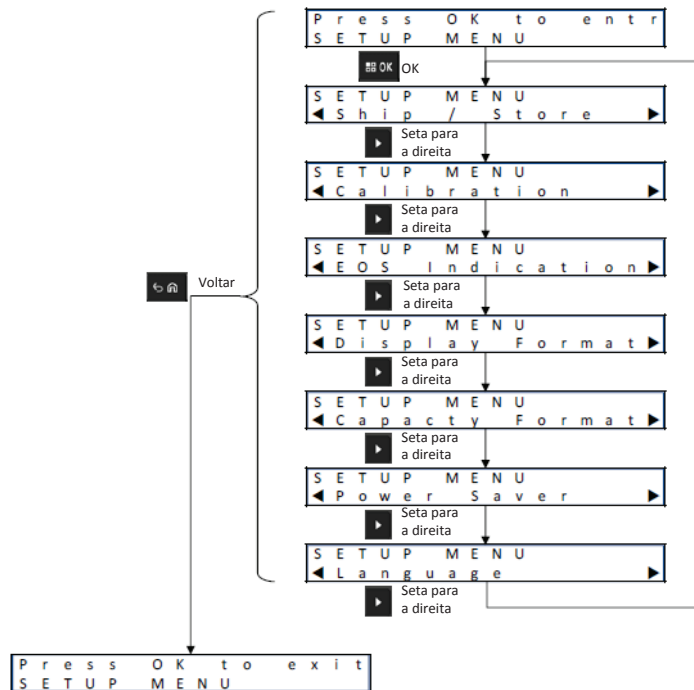 Press OK to entr
SETUP MENU
OK OK
SETUP MENU
◀Ship / Store ▶
Seta para
a direita
SETUP MENU
◀Calibration ▶
Seta para
a direita
SETUP MENU
◀EOS Indication▶
Seta para
a direita
Voltar
SETUP MENU
◀Display Format▶
Seta para
a direita
SETUP MENU
◀Capacty Format▶
Seta para
a direita
SETUP MENU
◀Power Saver ▶
Seta para
a direita
SETUP MENU
◀Language ▶
Seta para
a direita
Press OK to exit
SETUP MENU